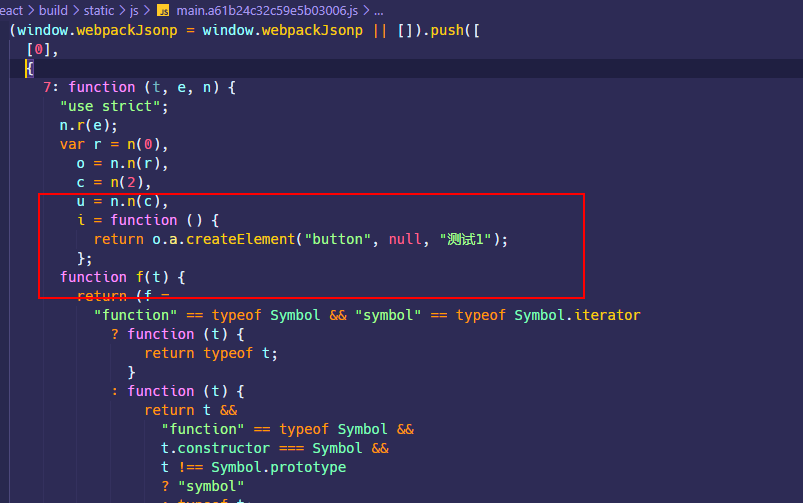 eact > build > static > js > JS main.a61b24c32c59e5b03006.js > ...
(window.webpackJsonp = window.webpackJsonp || []).push([
[0],
{
7: function (t, e, n) {
"use strict";
n.r(e);
var r = n(0),
o = n.n(r),
c = n(2),
u = n.n(c),
i = function () {
return o.a.createElement("button", null, "测试1");
};
function f(t) {
return (f =
"function" == typeof Symbol && "symbol" == typeof Symbol.iterator
? function (t) {
return typeof t;
}
: function (t) {
return t &&
"function" == typeof Symbol &&
t.constructor === Symbol &&
t !== Symbol.prototype
? "symbol"
: typeof t;